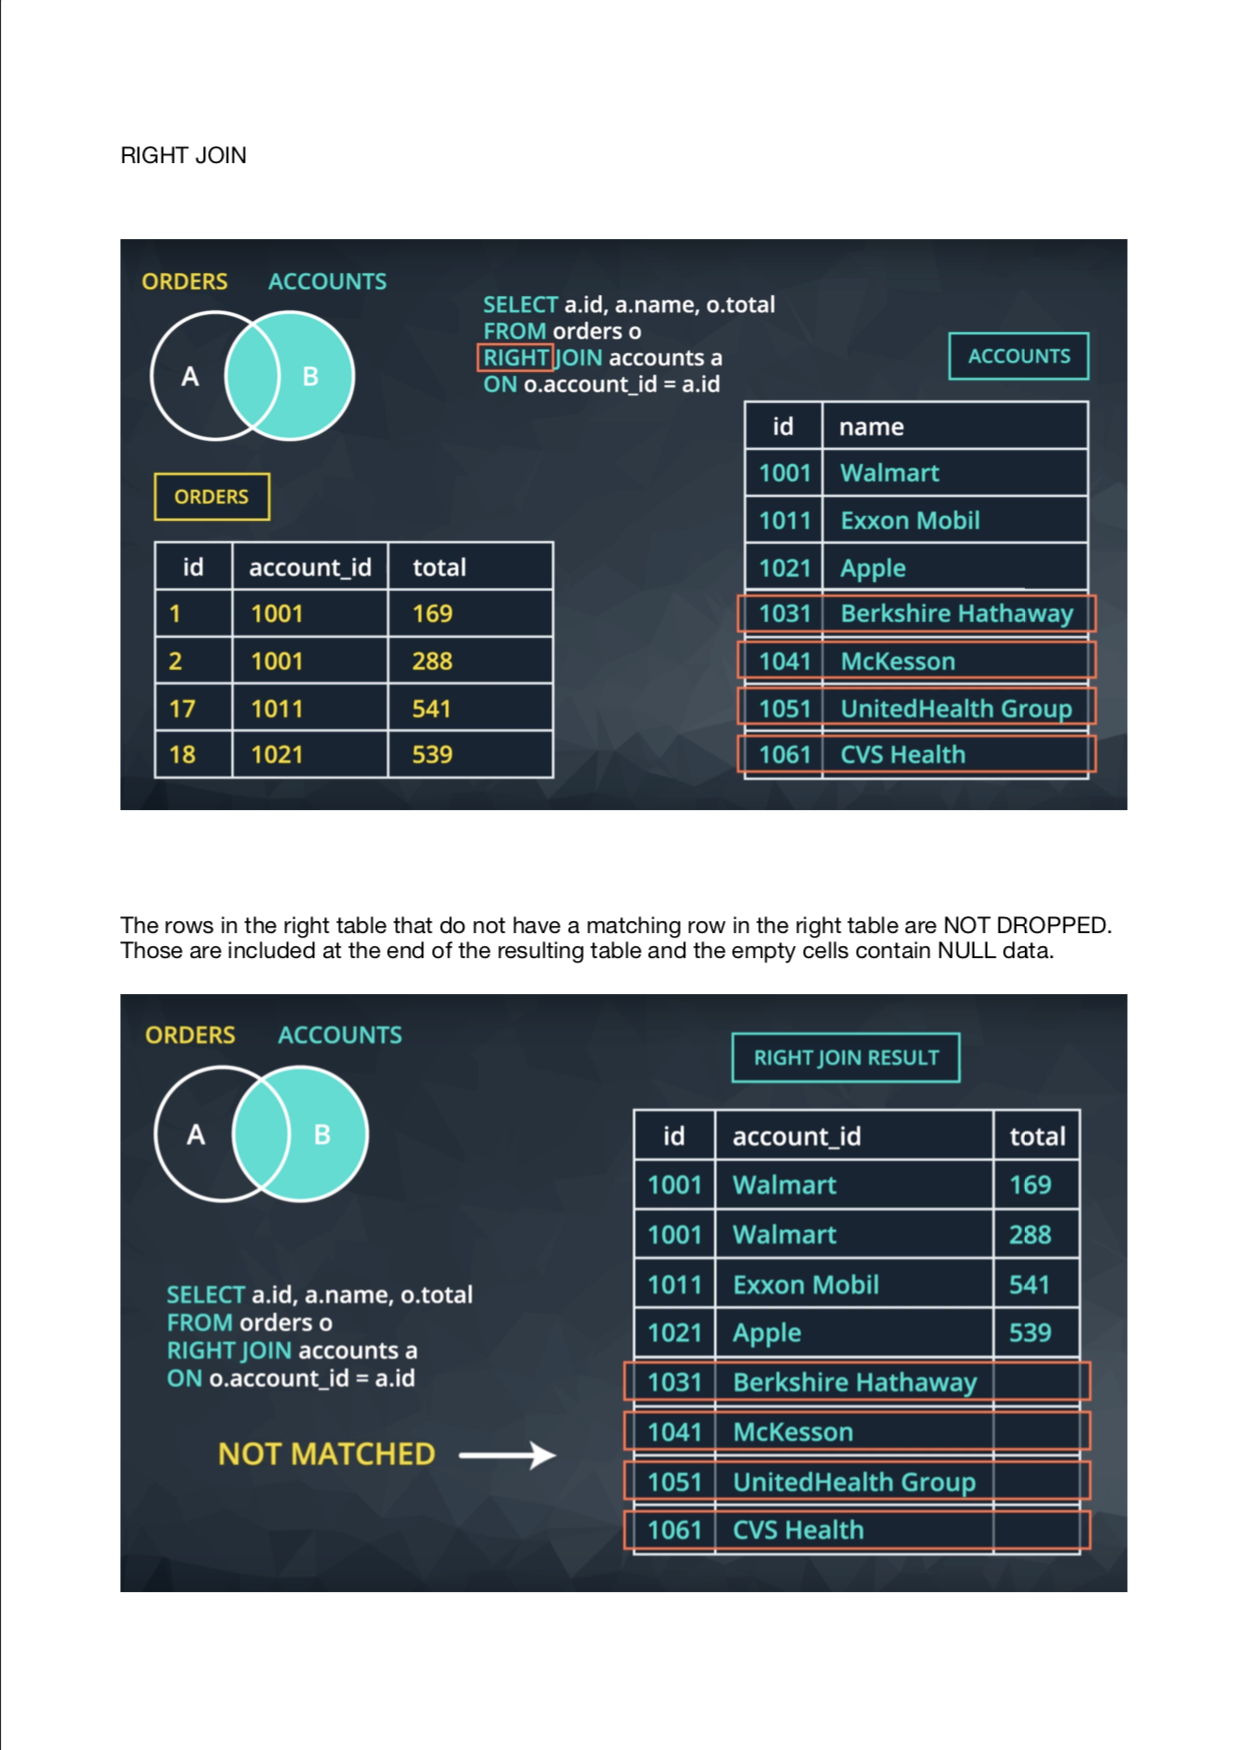 RIGHT JOIN
ORDERS ACCOUNTS
A B
SELECT a.id, a.name, o.total
FROM orders o
RIGHT JOIN accounts a
ON o.account_id = a.id
ACCOUNTS
id name
1001 Walmart
1011 Exxon Mobil
1021 Apple
1031 Berkshire Hathaway
1041 McKesson
1051 UnitedHealth Group
1061 CVS Health
ORDERS
id account_id total
1 1001 169
2 1001 288
17 1011 541
18 1021 539
The rows in the right table that do not have a matching row in the right table are NOT DROPPED.
Those are included at the end of the resulting table and the empty cells contain NULL data.
ORDERS ACCOUNTS
A B
SELECT a.id, a.name, o.total
FROM orders o
RIGHT JOIN accounts a
ON o.account_id = a.id
NOT MATCHED
RIGHT JOIN RESULT
id account_id total
1001 Walmart 169
1001 Walmart 288
1011 Exxon Mobil 541
1021 Apple 539
1031 Berkshire Hathaway
1041 McKesson
1051 UnitedHealth Group
1061 CVS Health